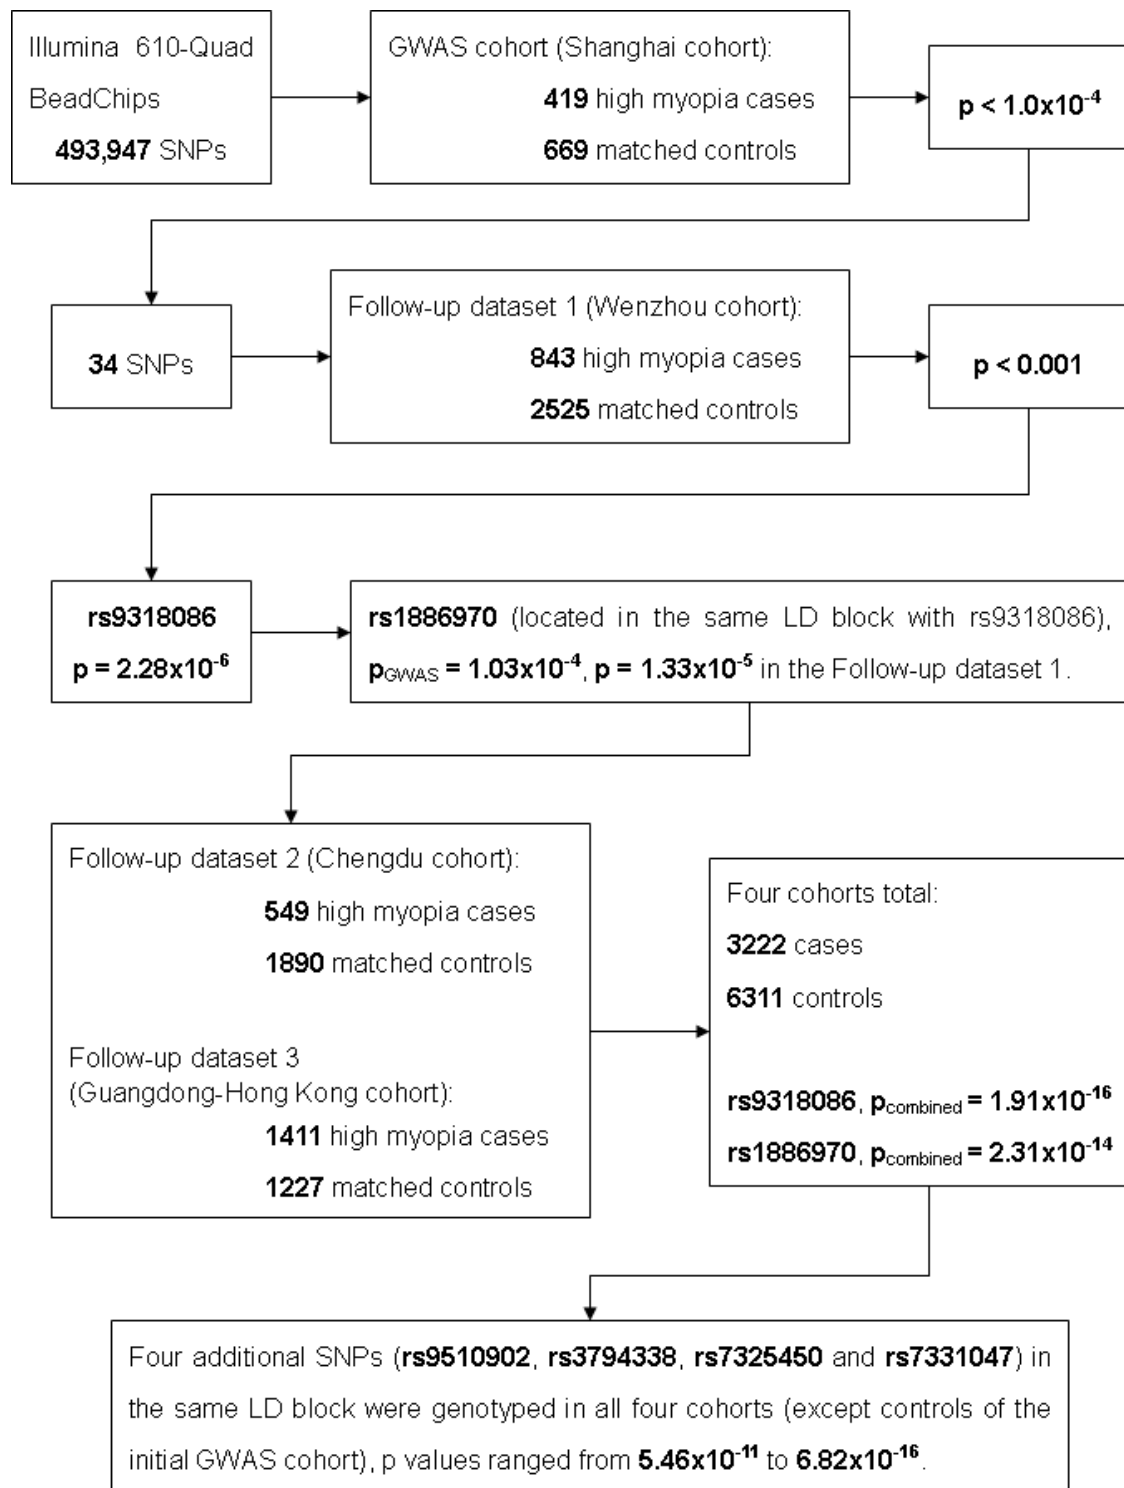 Illumina 610-Quad
BeadChips
493,947 SNPs
GWAS cohort (Shanghai cohort):
419 high myopia cases
669 matched controls
p < 1.0x10⁻⁴
34 SNPs
Follow-up dataset 1 (Wenzhou cohort):
843 high myopia cases
2525 matched controls
p < 0.001
rs9318086
p = 2.28x10⁻⁶
rs1886970 (located in the same LD block with rs9318086),
pGWAS = 1.03x10⁻⁴, p = 1.33x10⁻⁵ in the Follow-up dataset 1.
Follow-up dataset 2 (Chengdu cohort):
549 high myopia cases
1890 matched controls
Follow-up dataset 3
(Guangdong-Hong Kong cohort):
1411 high myopia cases
1227 matched controls
Four cohorts total:
3222 cases
6311 controls
rs9318086, pcombined = 1.91x10⁻¹⁶
rs1886970, pcombined = 2.31x10⁻¹⁴
Four additional SNPs (rs9510902, rs3794338, rs7325450 and rs7331047) in
the same LD block were genotyped in all four cohorts (except controls of the
initial GWAS cohort), p values ranged from 5.46x10⁻¹¹ to 6.82x10⁻¹⁶.